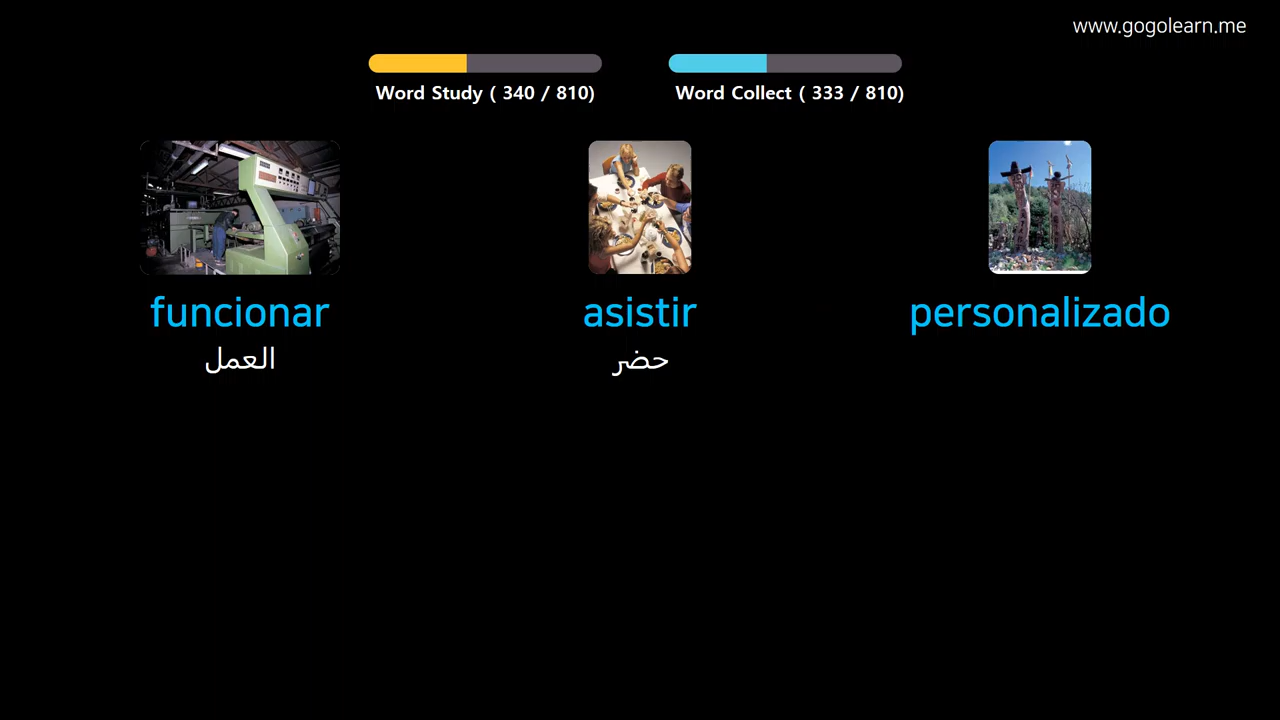 www.gogolearn.me
Word Study ( 340 / 810)
Word Collect ( 333 / 810)
funcionar
asistir
personalizado
العمل
حضر